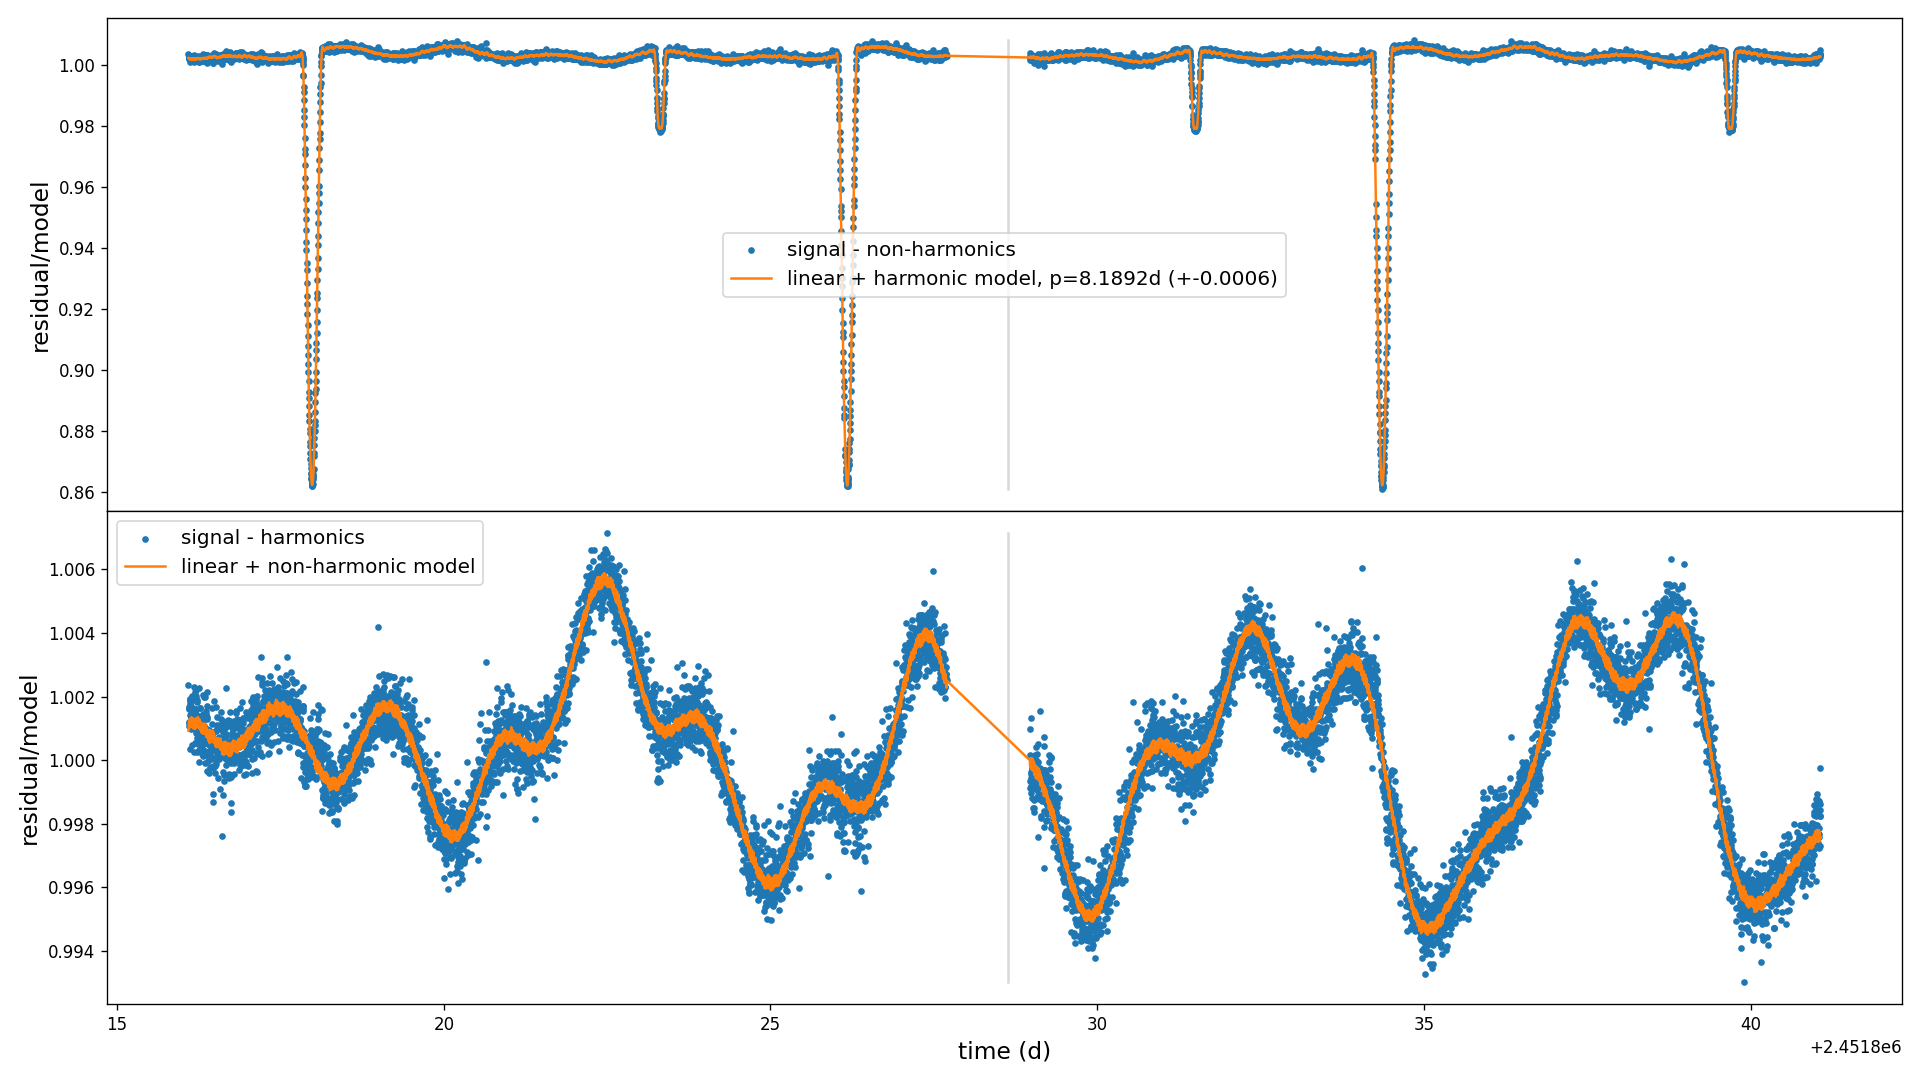 1.00
0.98
0.96
0.94
0.92
0.90
0.88
0.86
residual/model
signal - non-harmonics
linear + harmonic model, p=8.1892d (+-0.0006)
signal - harmonics
linear + non-harmonic model
1.006
1.004
1.002
1.000
0.998
0.996
0.994
residual/model
15 20 25 30 35 40
time (d)
+2.4518e6